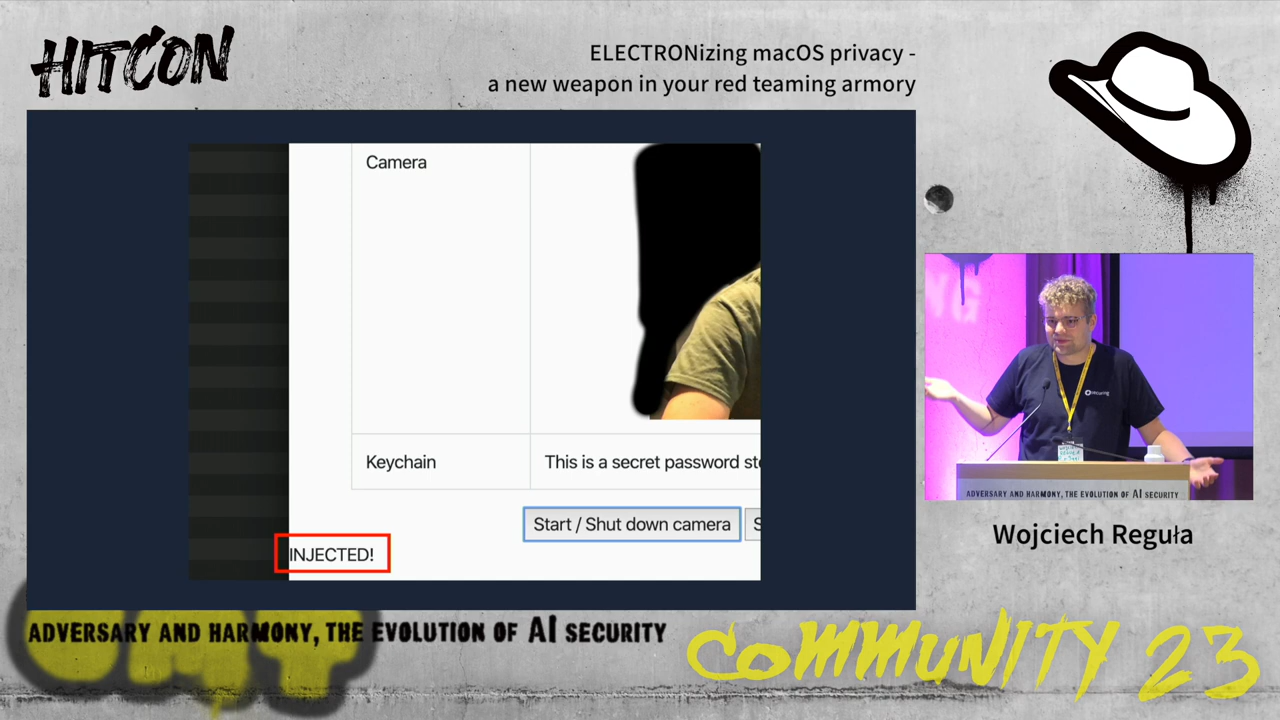 HITCON
ELECTRONizing macOS privacy -
a new weapon in your red teaming armory
Camera
Keychain
This is a secret password st
Start / Shut down camera
S
INJECTED!
securing
ADVERSARY AND HARMONY, THE EVOLUTION OF AI SECURITY
Wojciech Reguła
ADVERSARY AND HARMONY, THE EVOLUTION OF AI SECURITY
COMMUNITY 23